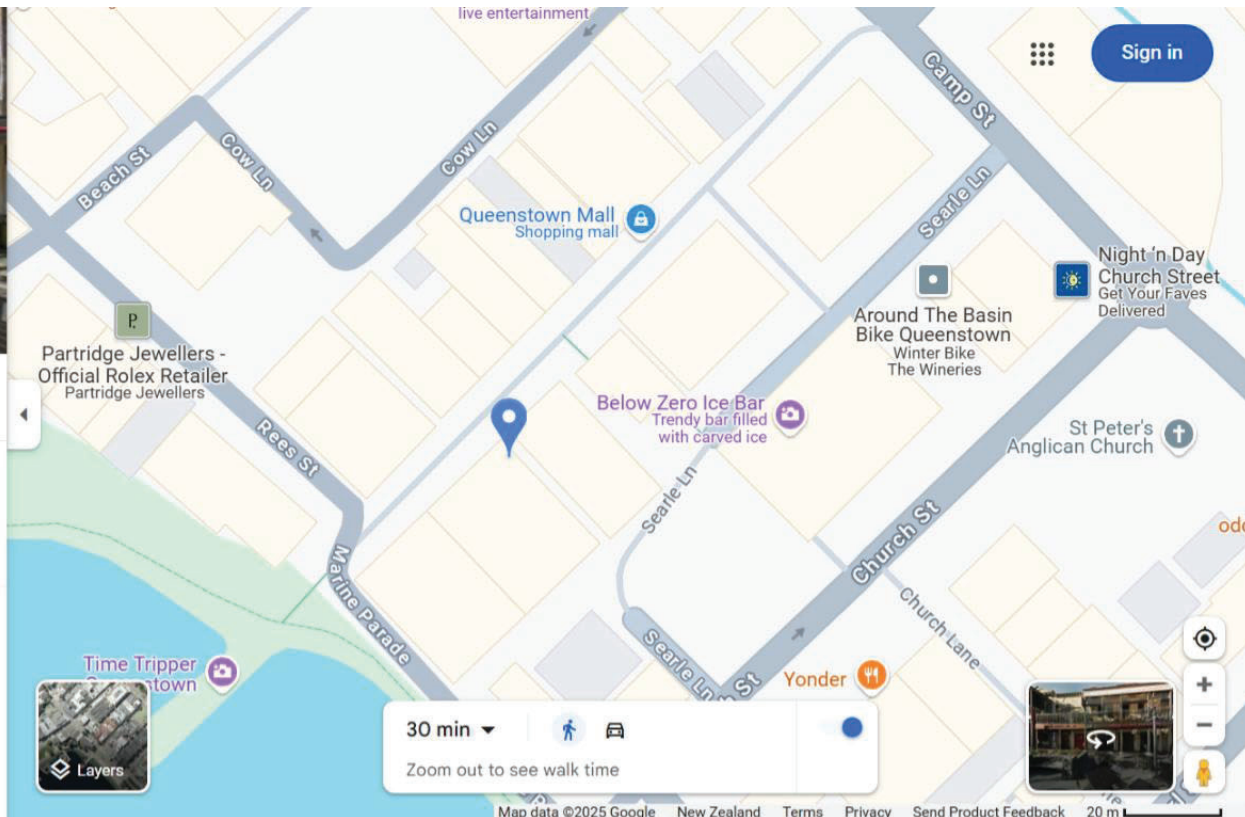 live entertainment
Sign in
Camp St
Beach St
Cow Ln
Cow Ln
Searle Ln
Queenstown Mall
Shopping mall
Night 'n Day
Church Street
Get Your Faves
Delivered
Around The Basin
Bike Queenstown
Winter Bike
The Wineries
P.
Partridge Jewellers -
Official Rolex Retailer
Partridge Jewellers
Below Zero Ice Bar
Trendy bar filled
with carved ice
St Peter's
Anglican Church
Rees St
Searle Ln
Church St
Marine Parade
Church Lane
Searle Ln
St
Time Tripper
Yonder
30 min
Zoom out to see walk time
Layers
Map data ©2025 Google New Zealand Terms Privacy Send Product Feedback 20 m